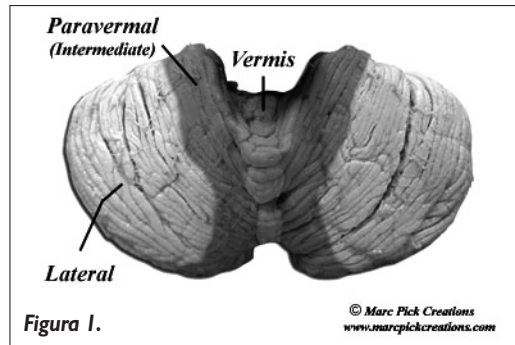 Paravermal
(Intermediate)
Vermis
Lateral
Figura 1.
© Marc Pick Creations
www.marcpickcreations.com